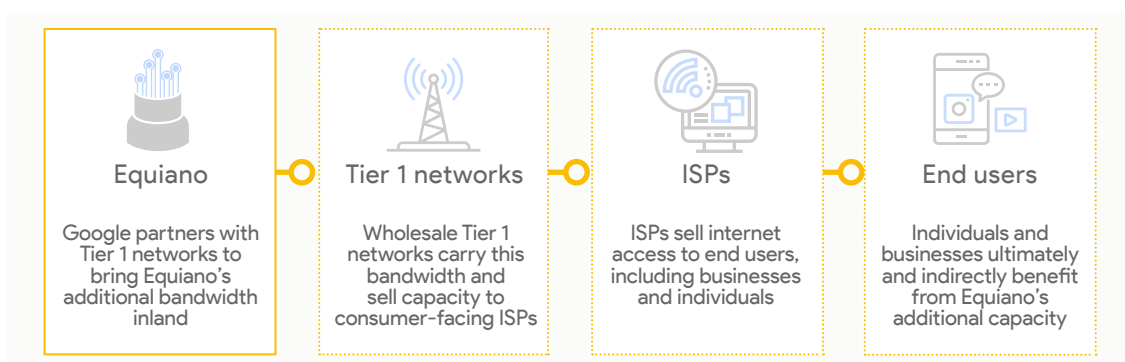 Equiano
Google partners with
Tier 1 networks to
bring Equiano's
additional bandwidth
inland
Tier 1 networks
Wholesale Tier 1
networks carry this
bandwidth and
sell capacity to
consumer-facing ISPs
ISPs
ISPs sell internet
access to end users,
including businesses
and individuals
End users
Individuals and
businesses ultimately
and indirectly benefit
from Equiano's
additional capacity